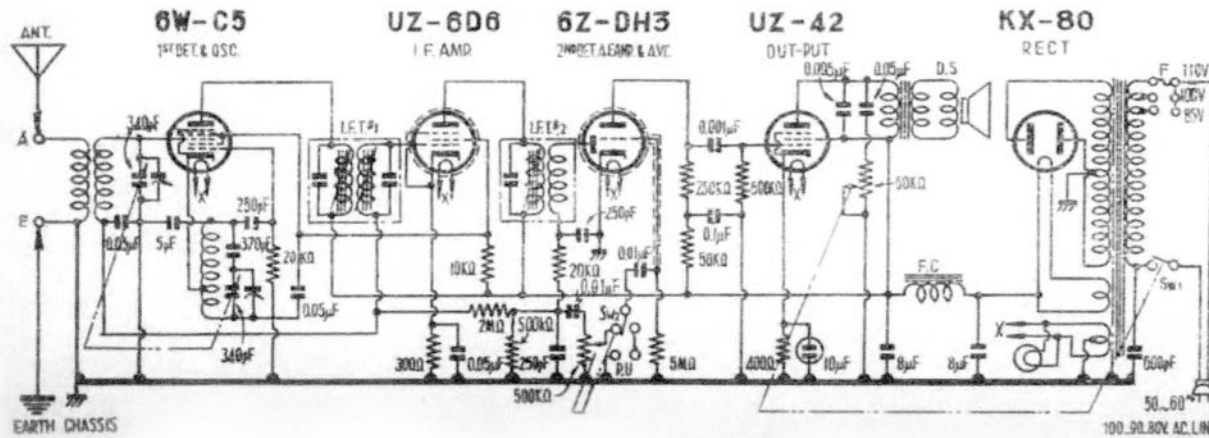 6W-C5 UZ-6D6 6Z-DH3 UZ-42 KX-80
1ST DET. & OSC. I.F. AMP. 2ND DET. A.F. AMP. & AVC. OUT-PUT RECT
ANT.
A
E
340pF
0.05μF
5μF
250pF
370pF
20KΩ
340pF
0.05μF
X
I.F.T.#1
X
10KΩ
2MΩ
300Ω
0.05μF
I.F.T.#2
250pF
20KΩ
0.01μF
0.01μF
500KΩ
250pF
500KΩ
SW2
P.U
5MΩ
0.001μF
250KΩ
500KΩ
0.1μF
50KΩ
0.005μF
0.05μF
D.S
X
50KΩ
400Ω
10μF
8μF
F.C
8μF
X
F
110V
100V
85V
SW1
50~60
100.90.80V. AC. LIN
EARTH CHASSIS